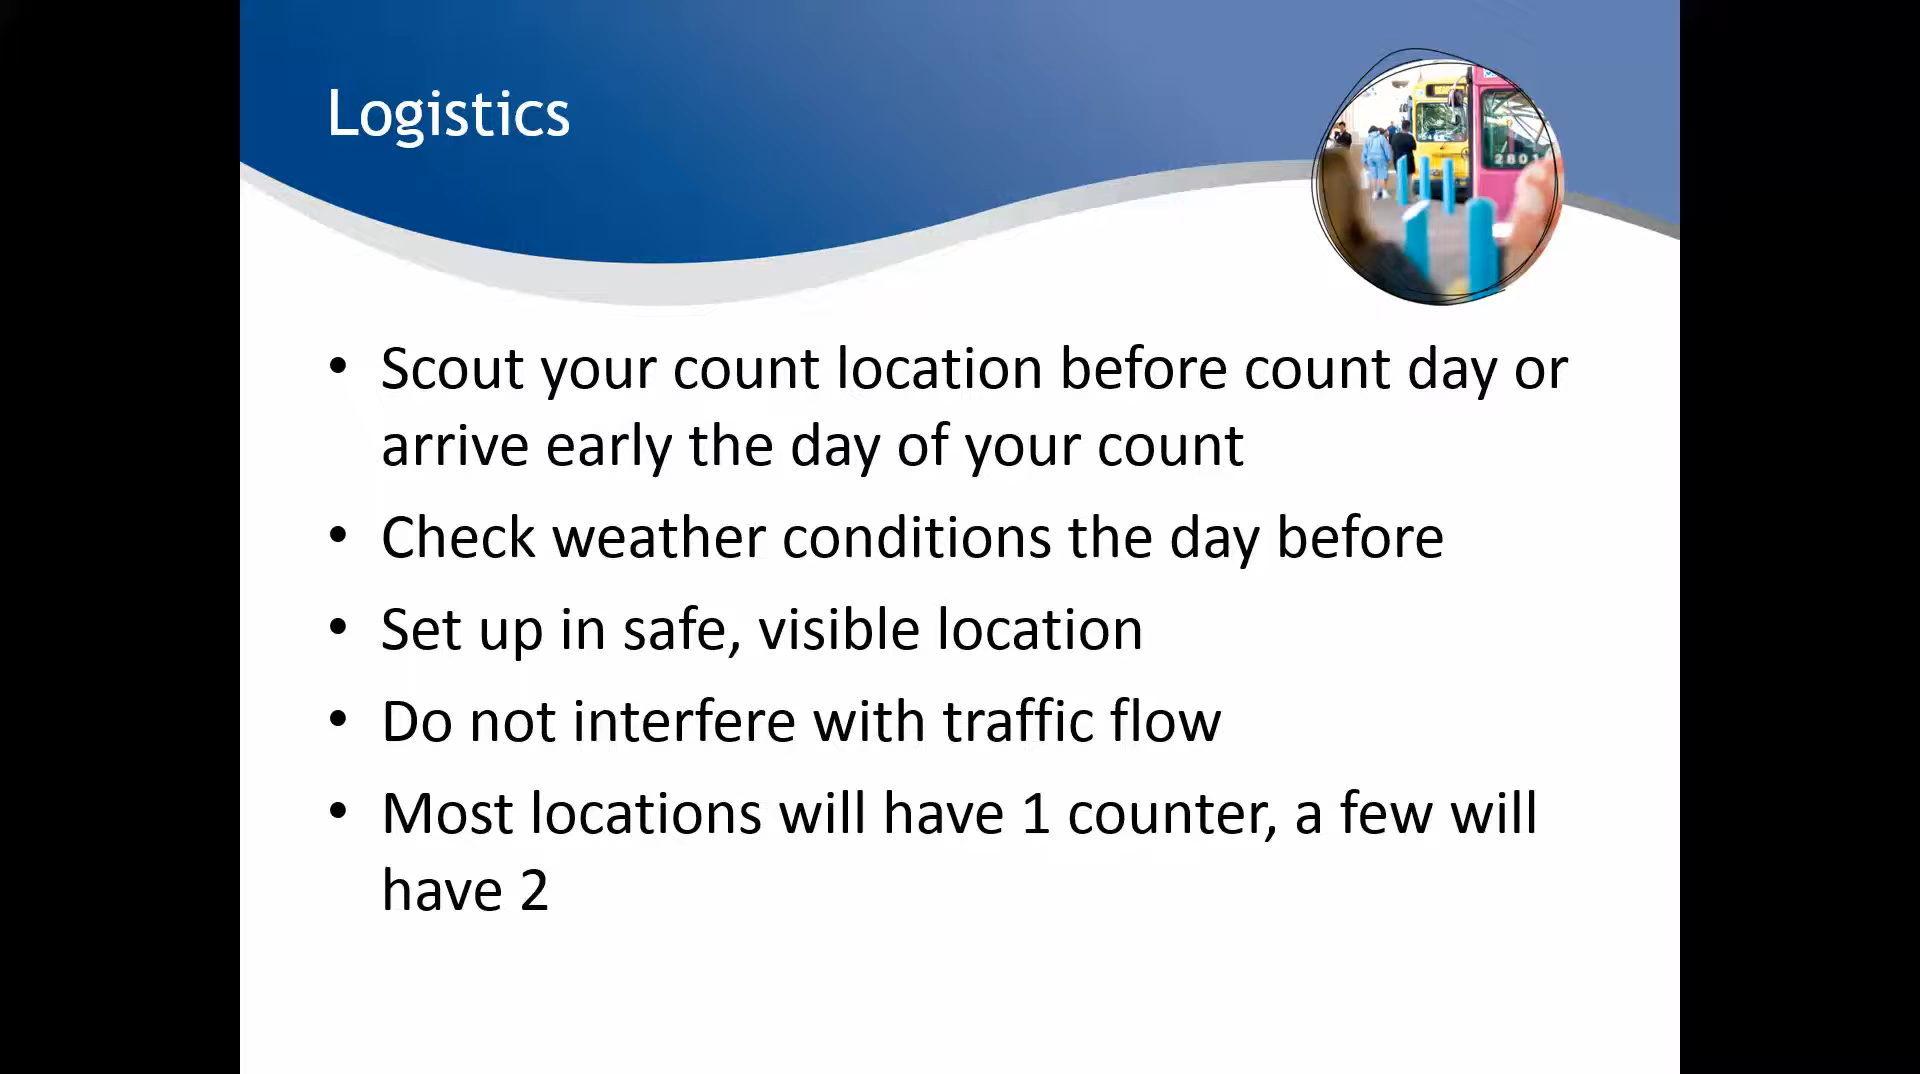 Logistics
2801
• Scout your count location before count day or
arrive early the day of your count
• Check weather conditions the day before
• Set up in safe, visible location
• Do not interfere with traffic flow
• Most locations will have 1 counter, a few will
have 2